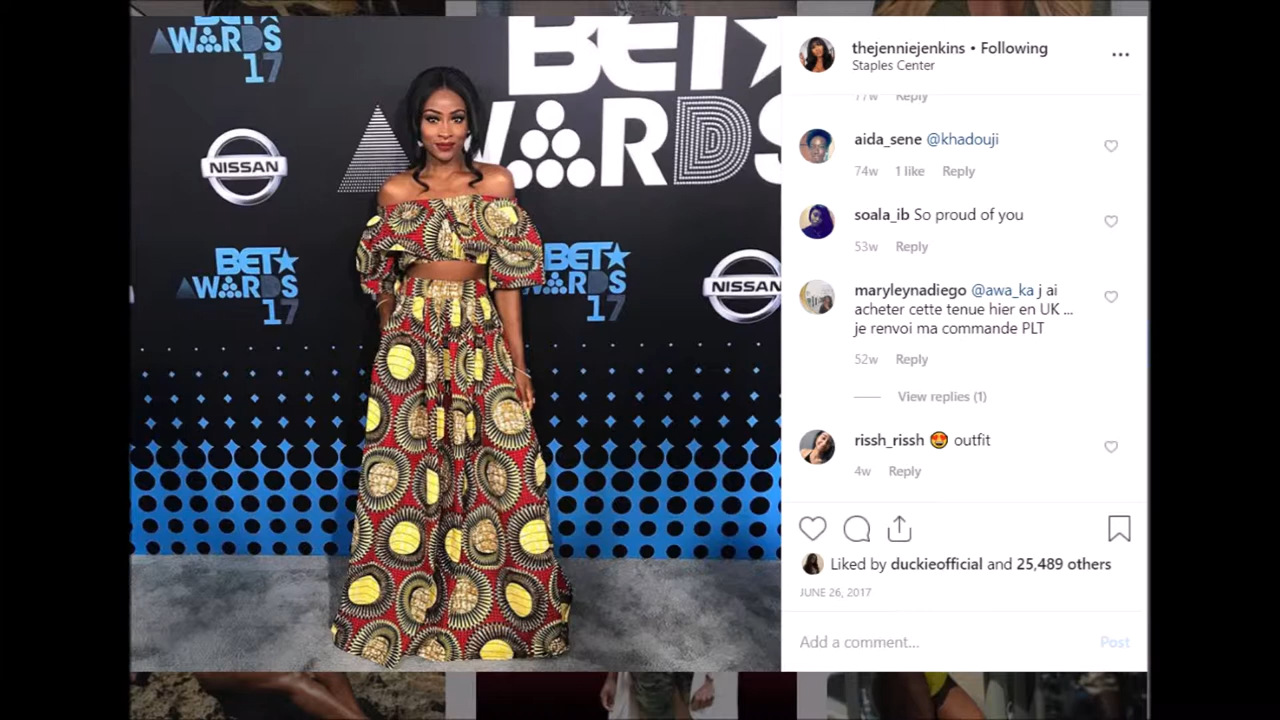 AWARDS
17
BET
AWARDS
NISSAN
BET
AWARDS
17
BET
AWARDS
17
NISSAN
thejenniejenkins • Following
Staples Center
77w Reply
aida_sene @khadouji
74w 1 like Reply
soala_ib So proud of you
53w Reply
maryleynadiego @awa_ka j ai
acheter cette tenue hier en UK ...
je renvoi ma commande PLT
52w Reply
View replies (1)
rissh_rissh 😍 outfit
4w Reply
Liked by duckieofficial and 25,489 others
JUNE 26, 2017
Add a comment... Post